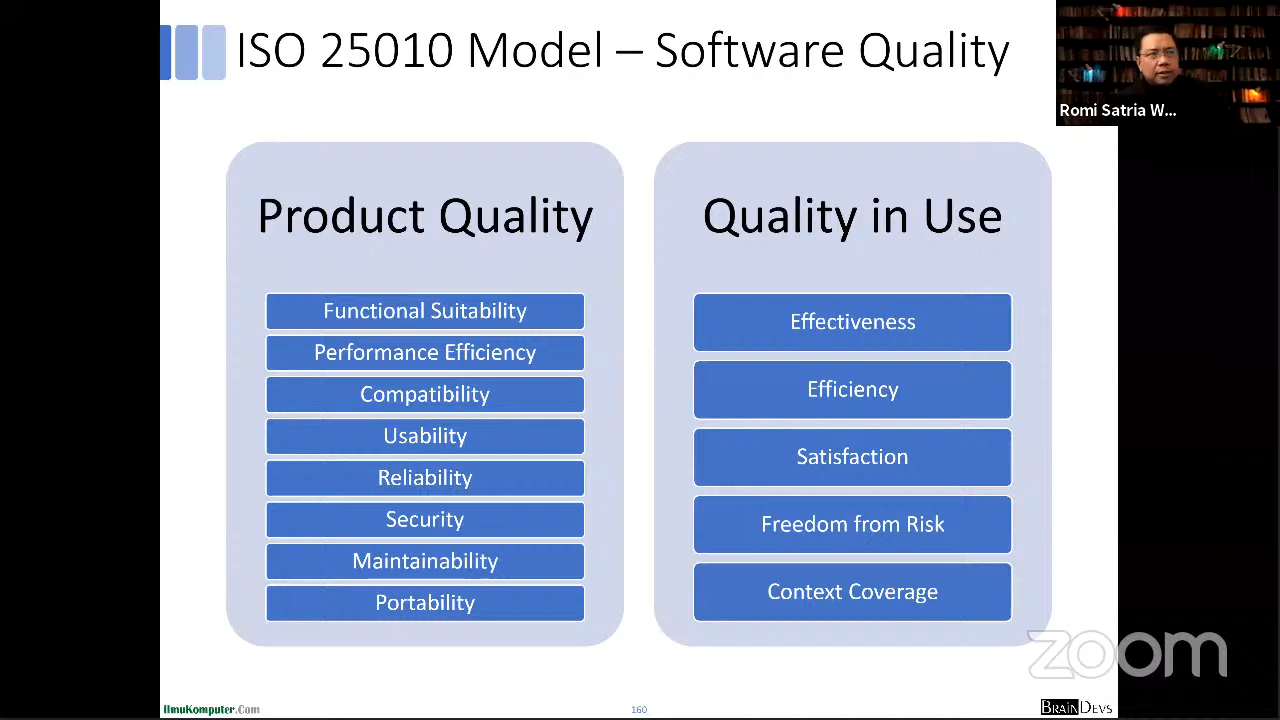 ISO 25010 Model – Software Quality
Romi Satria W...
Product Quality
Functional Suitability
Performance Efficiency
Compatibility
Usability
Reliability
Security
Maintainability
Portability
Quality in Use
Effectiveness
Efficiency
Satisfaction
Freedom from Risk
Context Coverage
zoom
IlmuKomputer.Com
160
BRAINDEVS